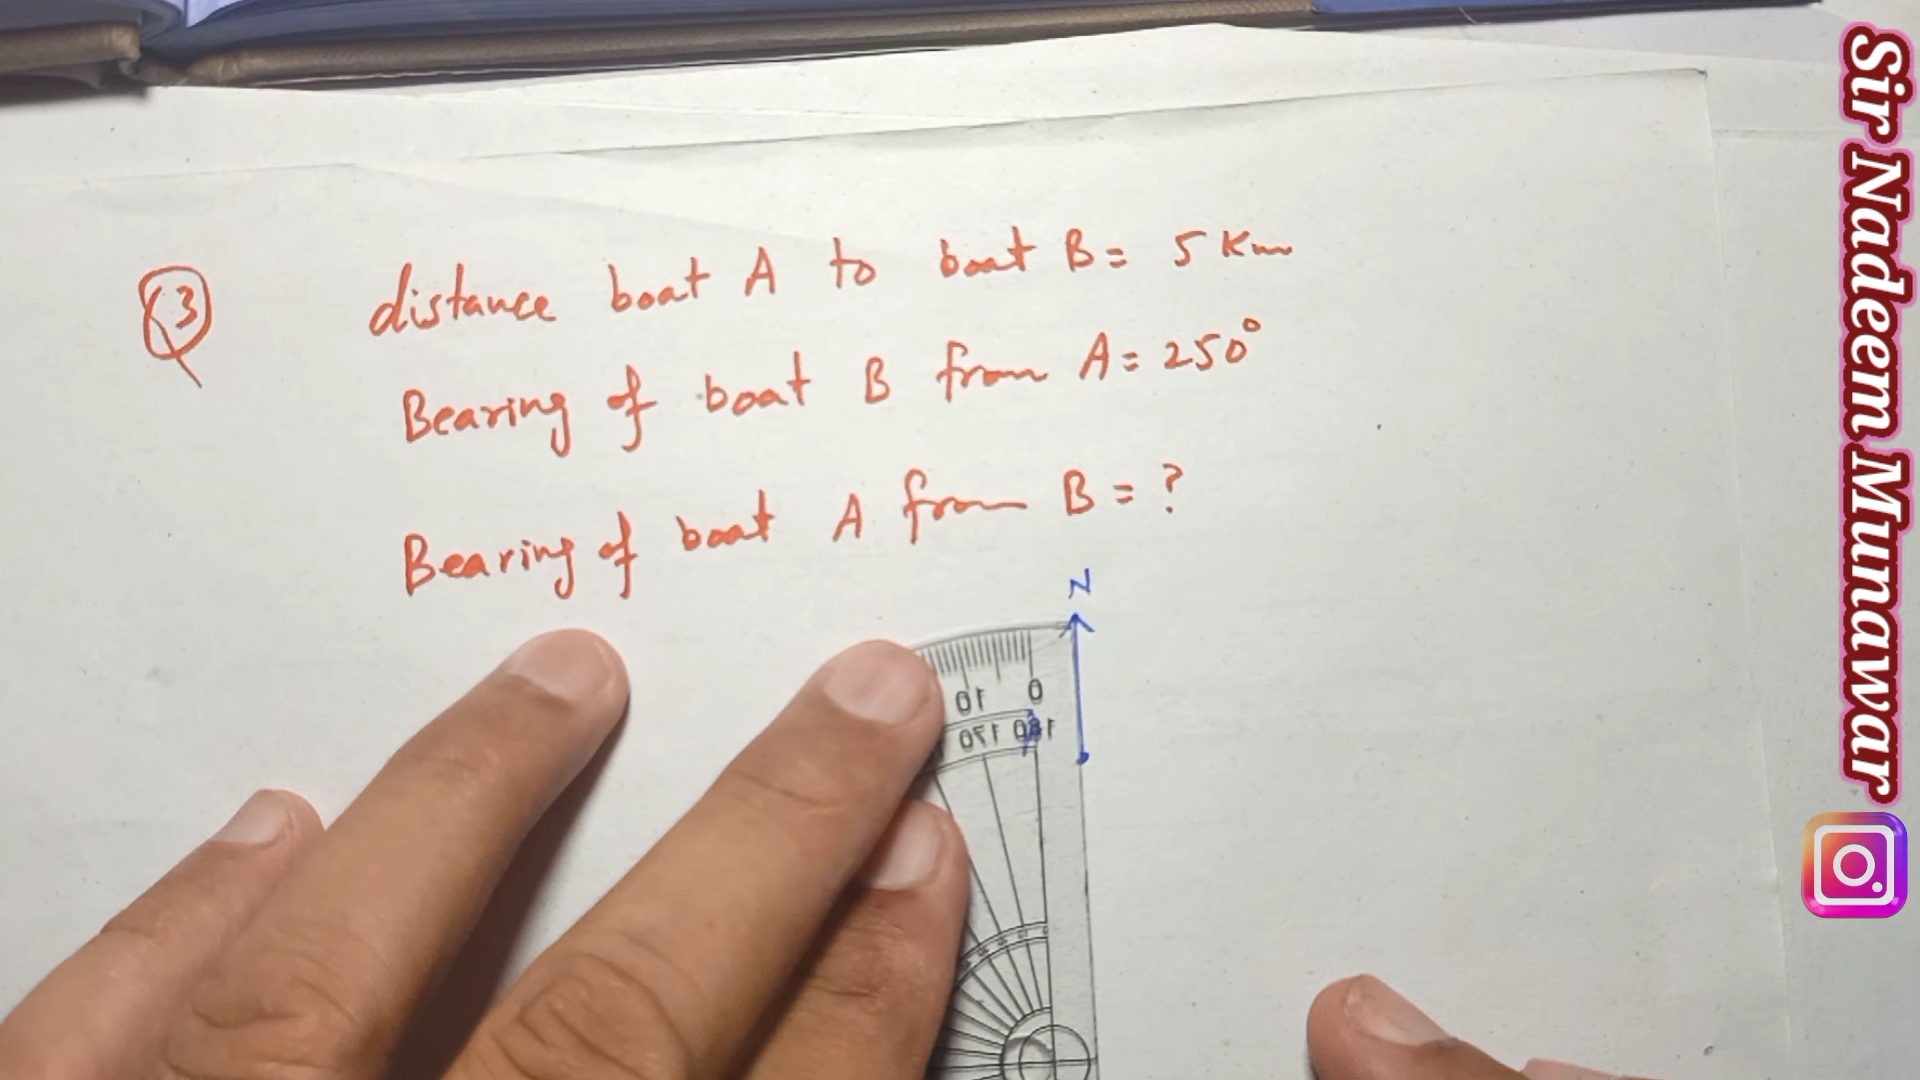 Q3
distance boat A to boat B = 5 Km
Bearing of boat B from A = 250°
Bearing of boat A from B = ?
N
10 0
170 180
Sir Nadeem Munawar